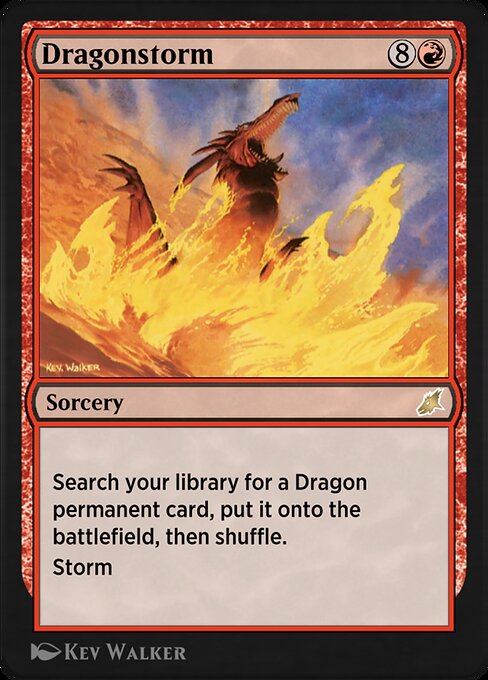 Dragonstorm 8
KEV. WALKER
Sorcery
Search your library for a Dragon
permanent card, put it onto the
battlefield, then shuffle.
Storm
KEV WALKER